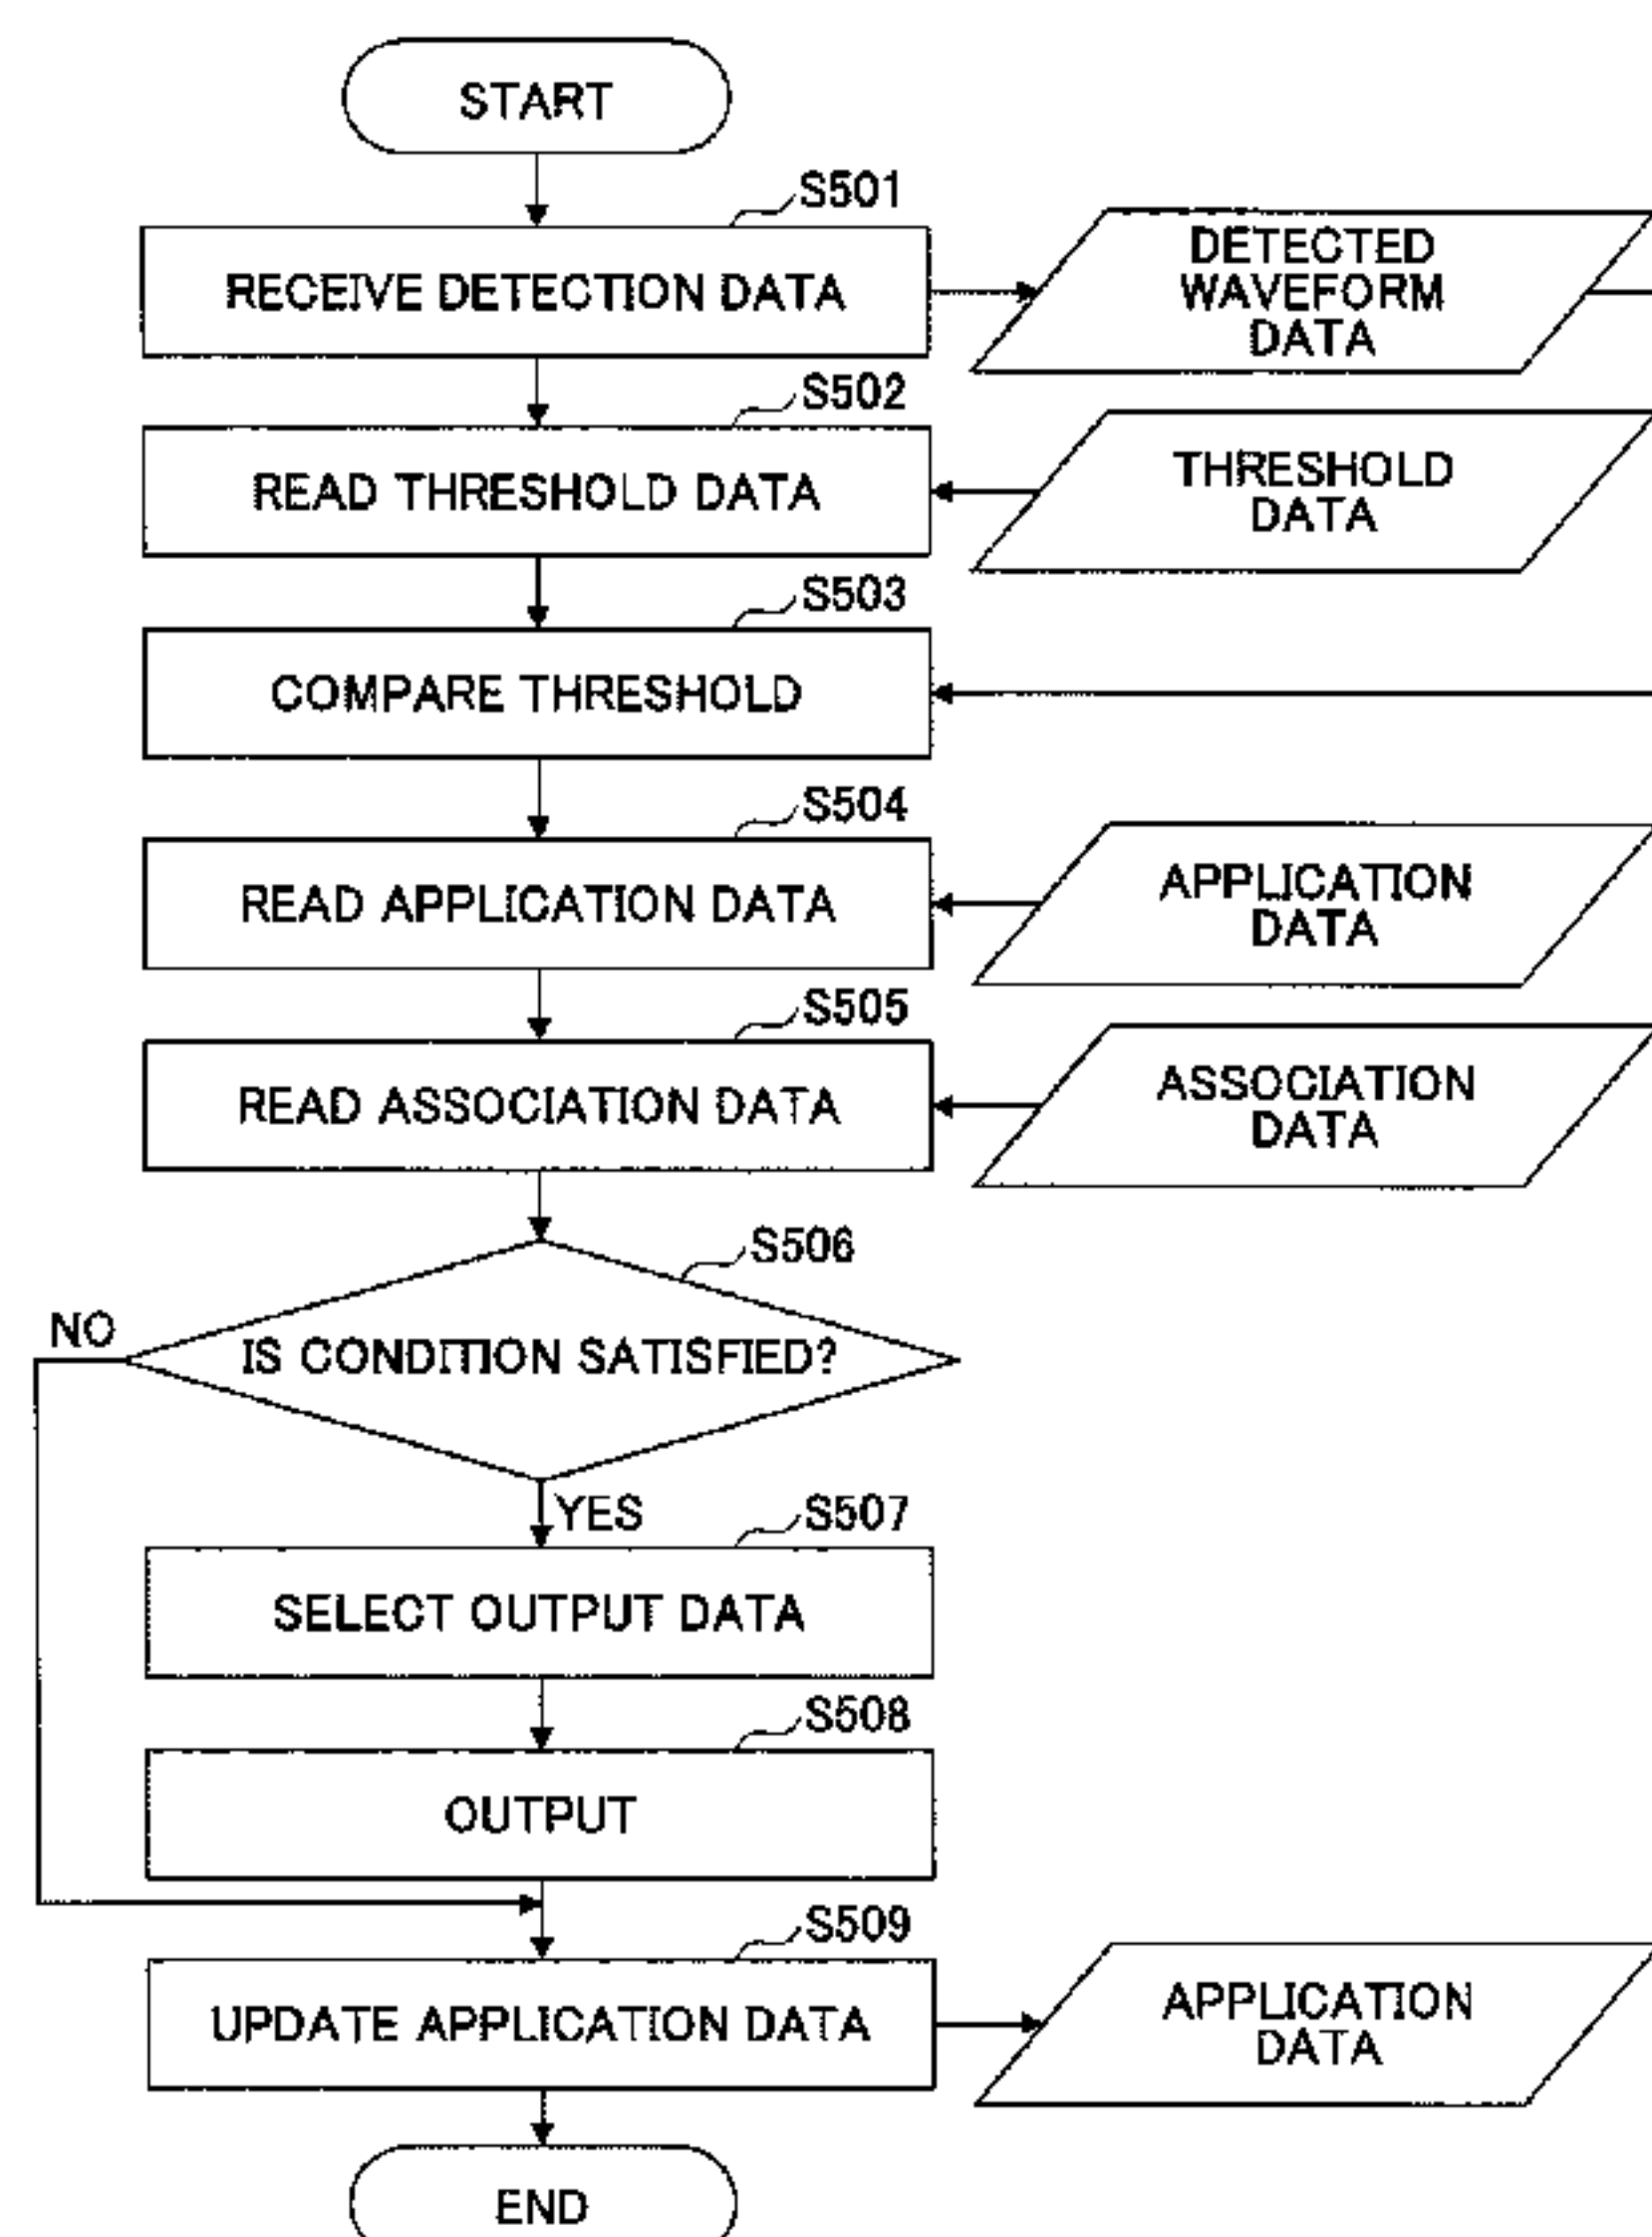 START
S501
RECEIVE DETECTION DATA
DETECTED
WAVEFORM
DATA
S502
READ THRESHOLD DATA
THRESHOLD
DATA
S503
COMPARE THRESHOLD
S504
READ APPLICATION DATA
APPLICATION
DATA
S505
READ ASSOCIATION DATA
ASSOCIATION
DATA
S506
NO
IS CONDITION SATISFIED?
YES
S507
SELECT OUTPUT DATA
S508
OUTPUT
S509
UPDATE APPLICATION DATA
APPLICATION
DATA
END